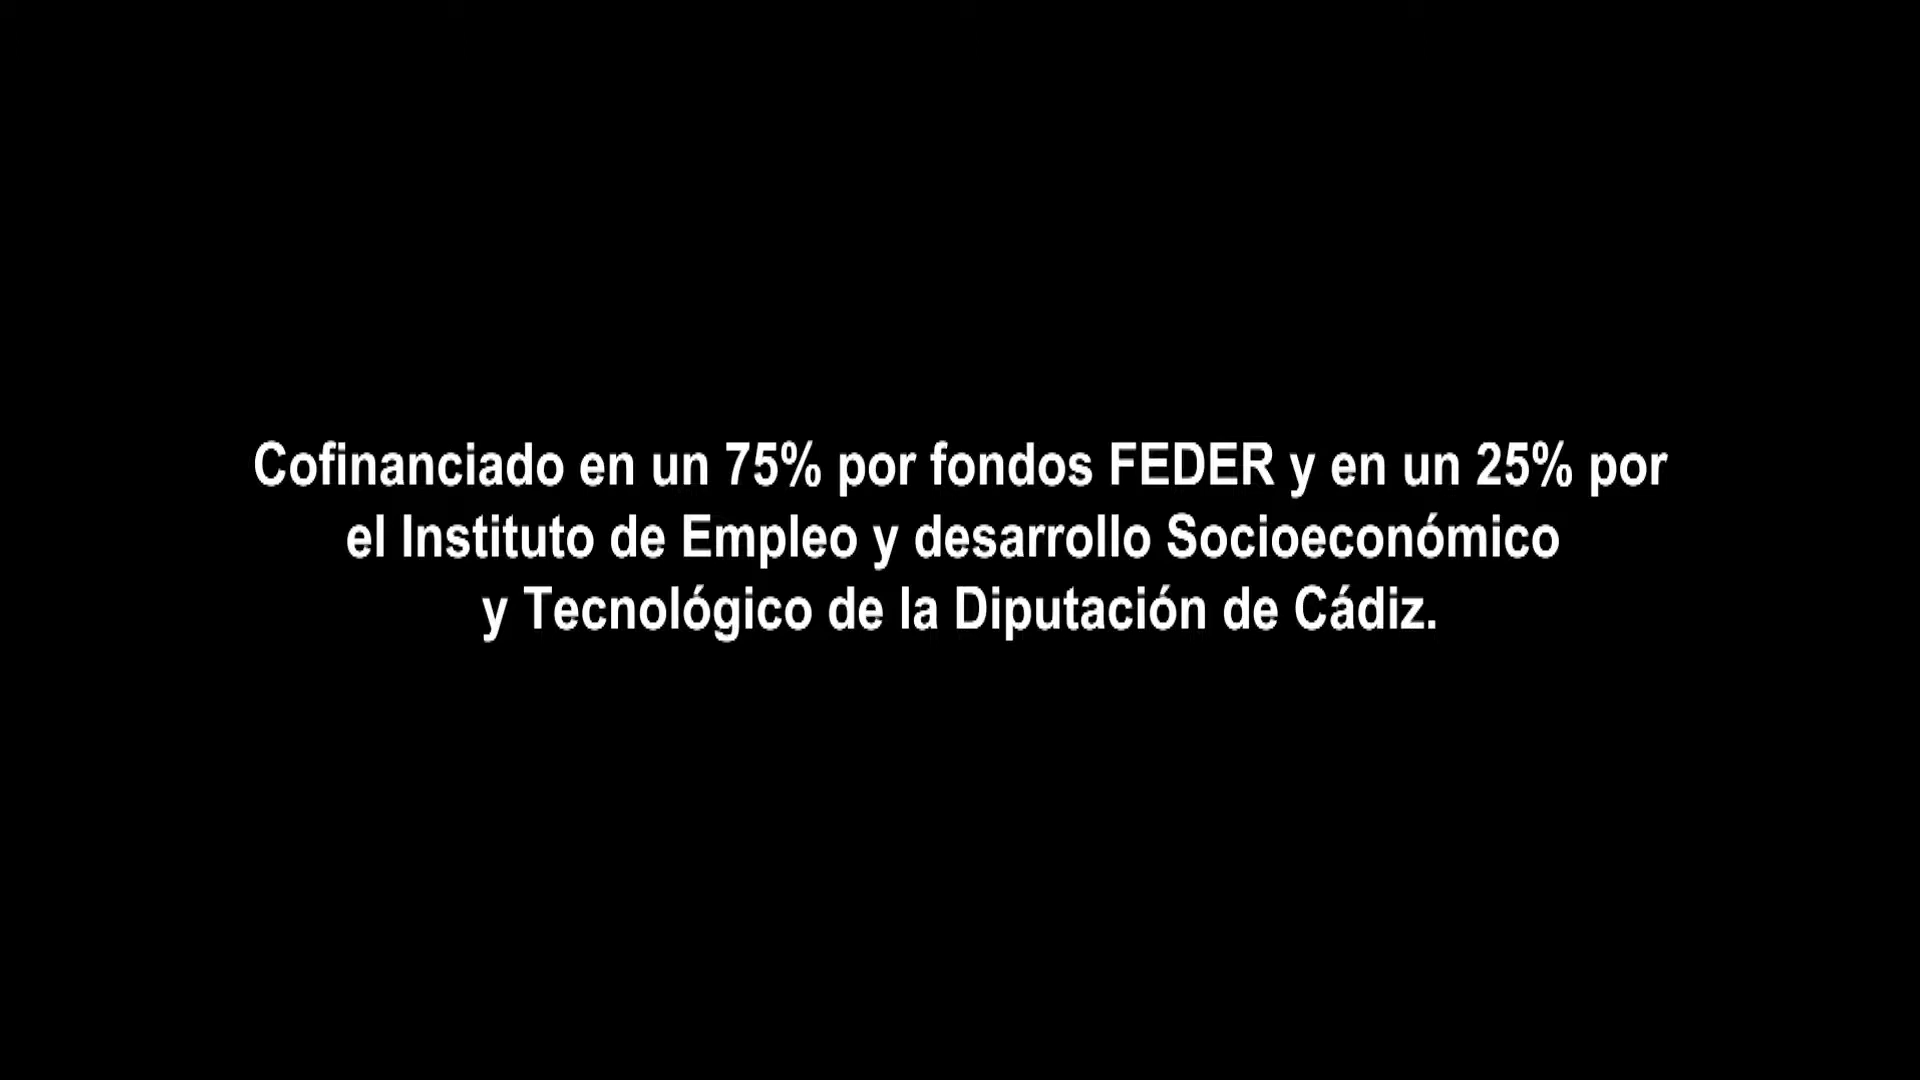 Cofinanciado en un 75% por fondos FEDER y en un 25% por
el Instituto de Empleo y desarrollo Socioeconómico
y Tecnológico de la Diputación de Cádiz.